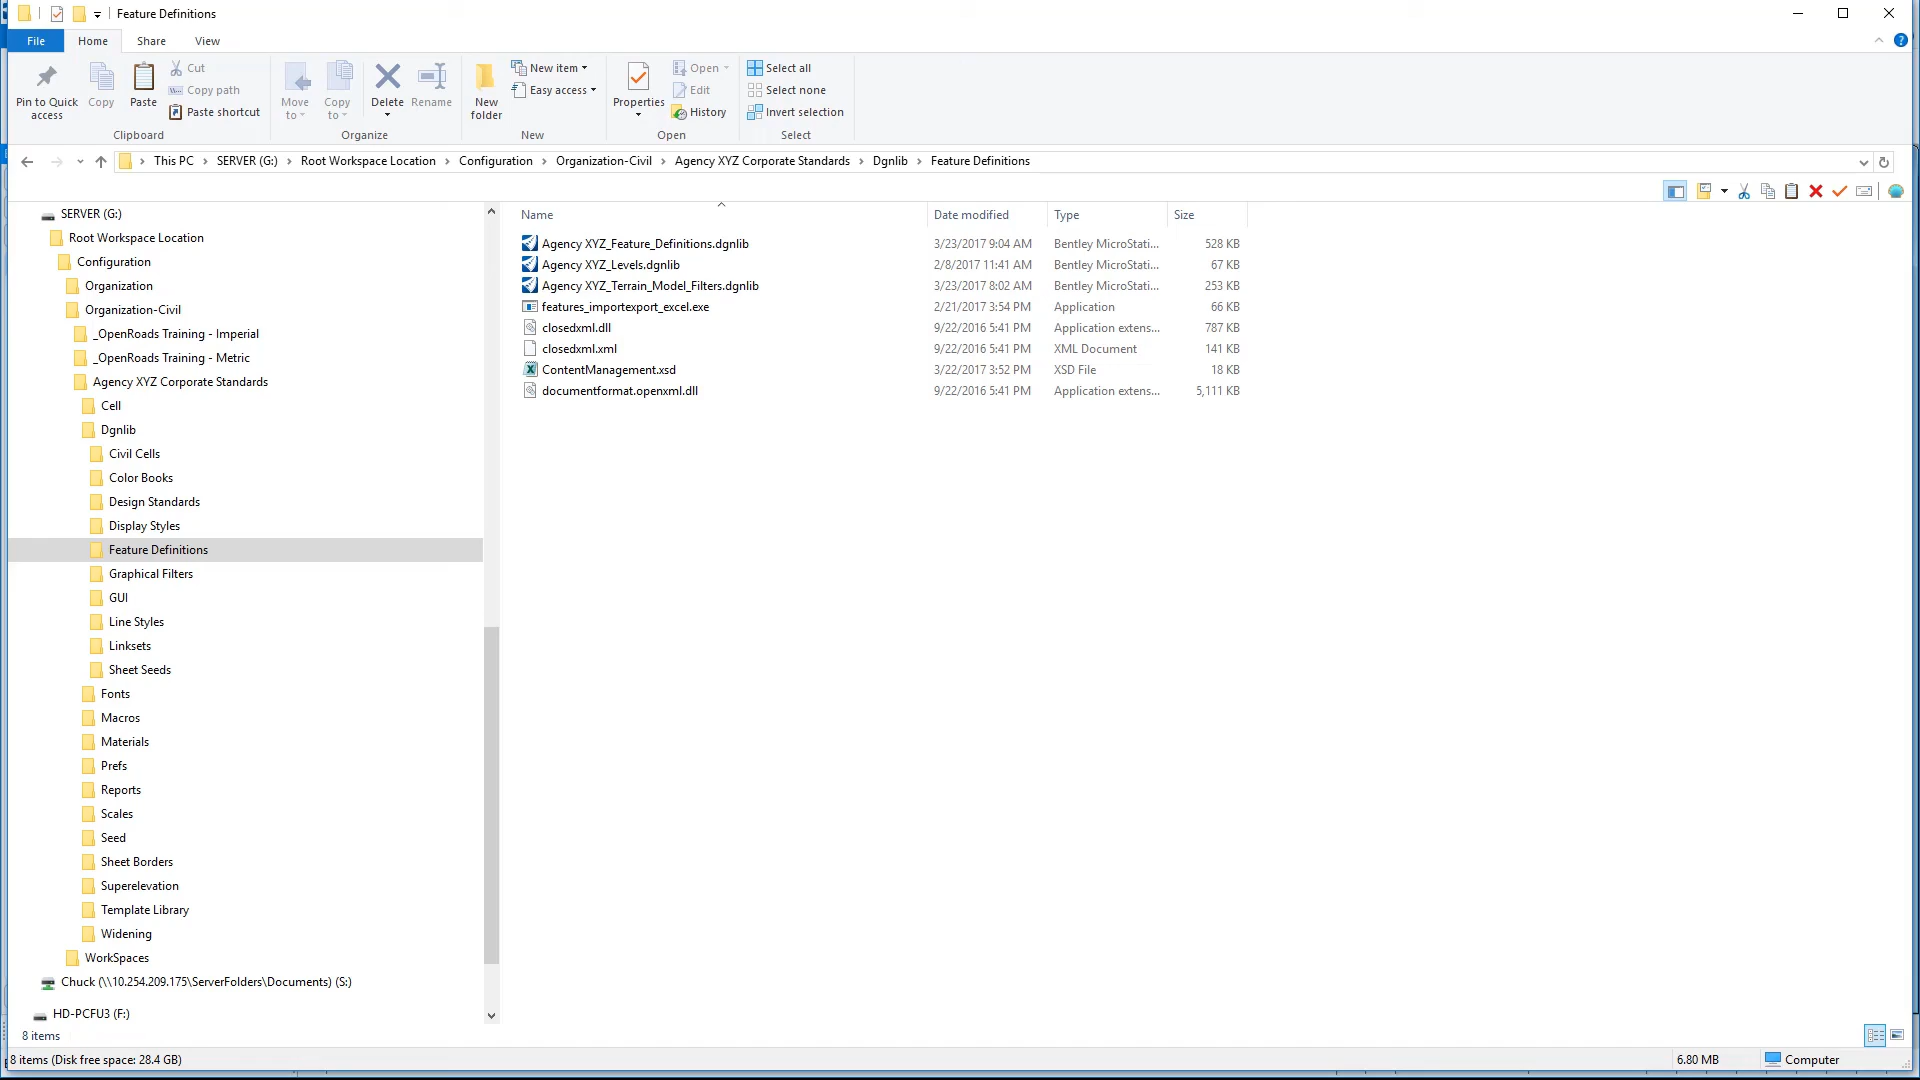 Feature Definitions
File
Home
Share
View
Pin to Quick access
Copy
Paste
Cut
Copy path
Paste shortcut
Clipboard
Move to
Copy to
Delete
Rename
Organize
New folder
New item
Easy access
New
Properties
Open
Edit
History
Open
Select all
Select none
Invert selection
Select
This PC > SERVER (G:) > Root Workspace Location > Configuration > Organization-Civil > Agency XYZ Corporate Standards > Dgnlib > Feature Definitions
SERVER (G:)
Root Workspace Location
Configuration
Organization
Organization-Civil
_OpenRoads Training - Imperial
_OpenRoads Training - Metric
Agency XYZ Corporate Standards
Cell
Dgnlib
Civil Cells
Color Books
Design Standards
Display Styles
Feature Definitions
Graphical Filters
GUI
Line Styles
Linksets
Sheet Seeds
Fonts
Macros
Materials
Prefs
Reports
Scales
Seed
Sheet Borders
Superelevation
Template Library
Widening
WorkSpaces
Chuck (\\10.254.209.175\ServerFolders\Documents) (S:)
HD-PCFU3 (F:)
Name Date modified Type Size
Agency XYZ_Feature_Definitions.dgnlib 3/23/2017 9:04 AM Bentley MicroStati... 528 KB
Agency XYZ_Levels.dgnlib 2/8/2017 11:41 AM Bentley MicroStati... 67 KB
Agency XYZ_Terrain_Model_Filters.dgnlib 3/23/2017 8:02 AM Bentley MicroStati... 253 KB
features_importexport_excel.exe 2/21/2017 3:54 PM Application 66 KB
closedxml.dll 9/22/2016 5:41 PM Application extens... 787 KB
closedxml.xml 9/22/2016 5:41 PM XML Document 141 KB
ContentManagement.xsd 3/22/2017 3:52 PM XSD File 18 KB
documentformat.openxml.dll 9/22/2016 5:41 PM Application extens... 5,111 KB
8 items
8 items (Disk free space: 28.4 GB)
6.80 MB
Computer